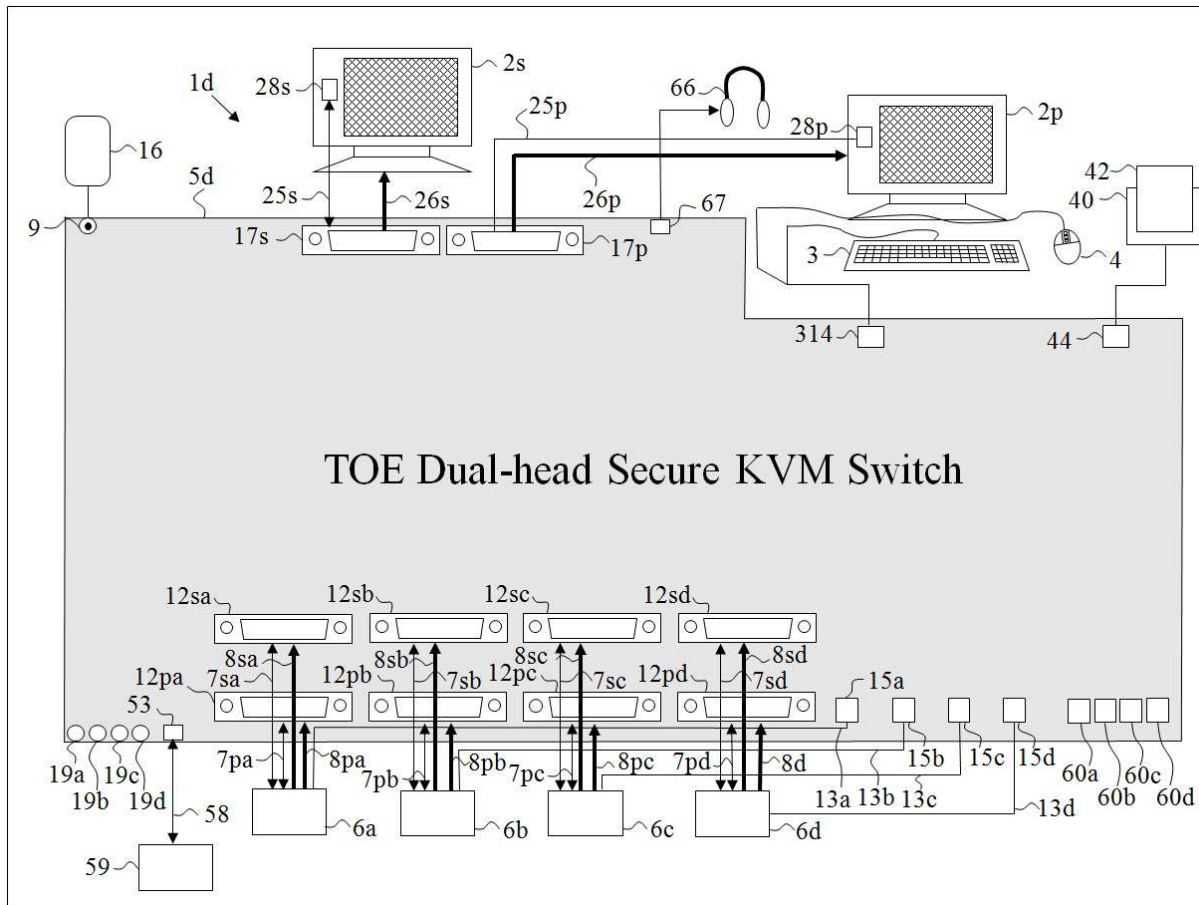 2s
1d
28s
66
25p
28p
2p
16
5d
25s
26s
26p
67
42
40
9
17s
17p
3
4
314
44
TOE Dual-head Secure KVM Switch
12sa
12sb
12sc
12sd
8sa
7sa
8sb
7sb
8sc
7sc
8sd
7sd
12pa
12pb
12pc
12pd
15a
53
19a
19b
19c
19d
7pa
8pa
7pb
8pb
7pc
8pc
7pd
8d
15b
15c
15d
60a
60b
60c
60d
13a
13b
13c
13d
58
6a
6b
6c
6d
59